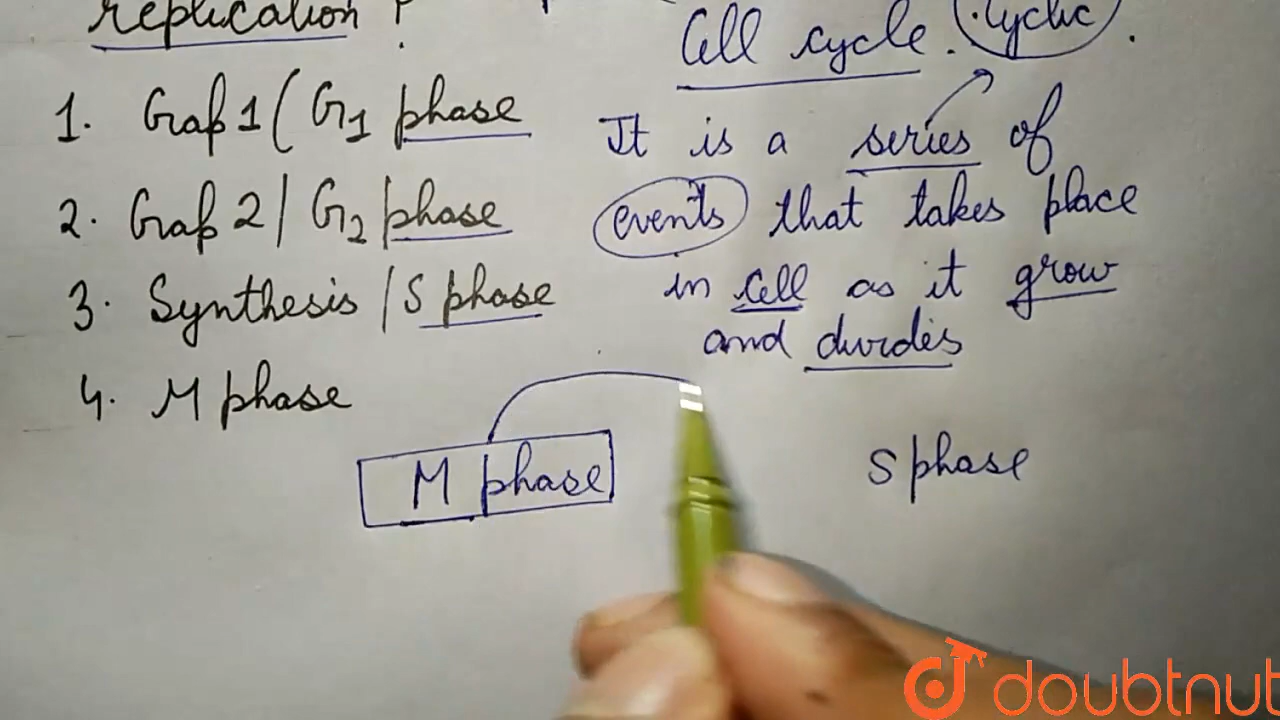 replication ?
1. Gap 1 ( G1 phase
2. Gap 2 | G2 phase
3. Synthesis / S phase
4. M phase
Cell cycle. Cyclic.
It is a series of
events that takes place
in cell as it grow
and divides
M phase
S phase
doubtnut